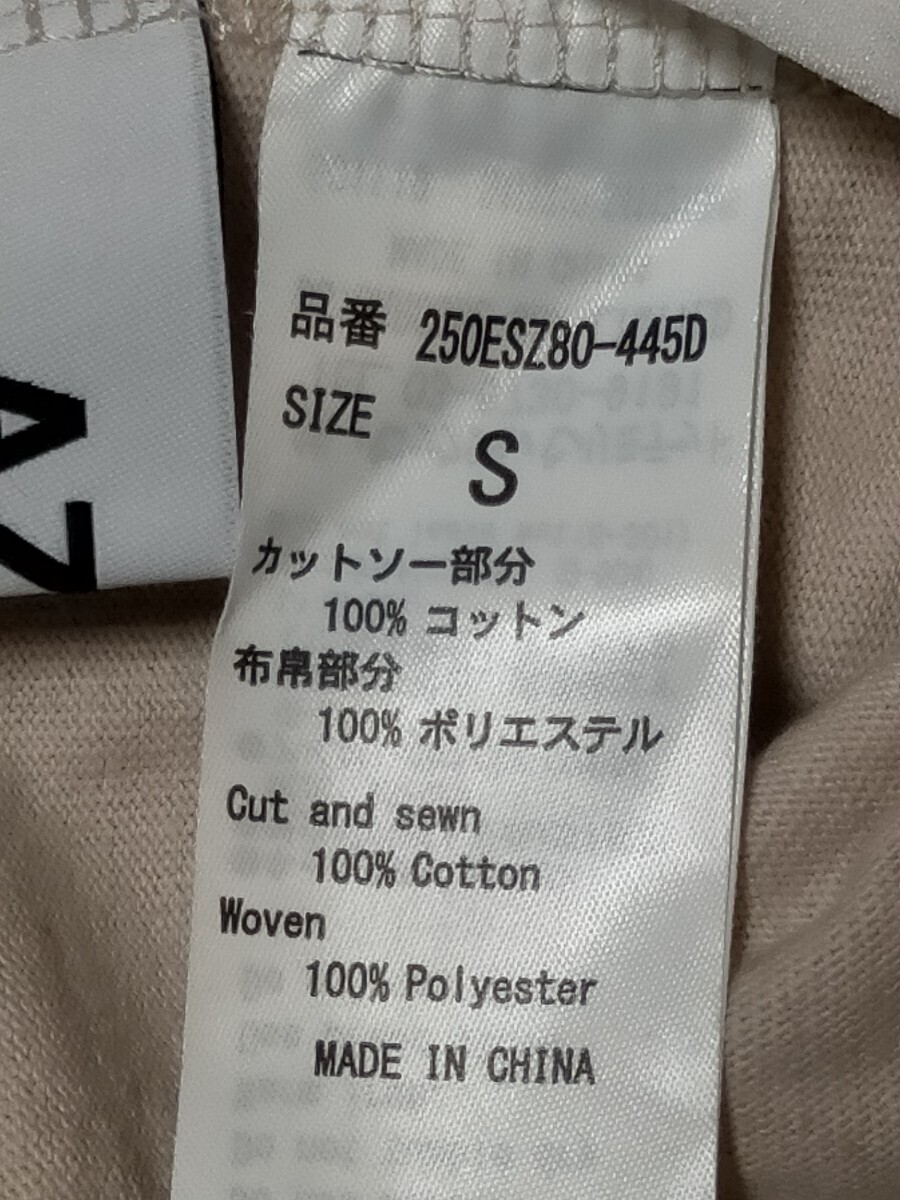 品番 250ESZ80-445D
SIZE
S
カットソー部分
100% コットン
布帛部分
100% ポリエステル
Cut and sewn
100% Cotton
Woven
100% Polyester
MADE IN CHINA